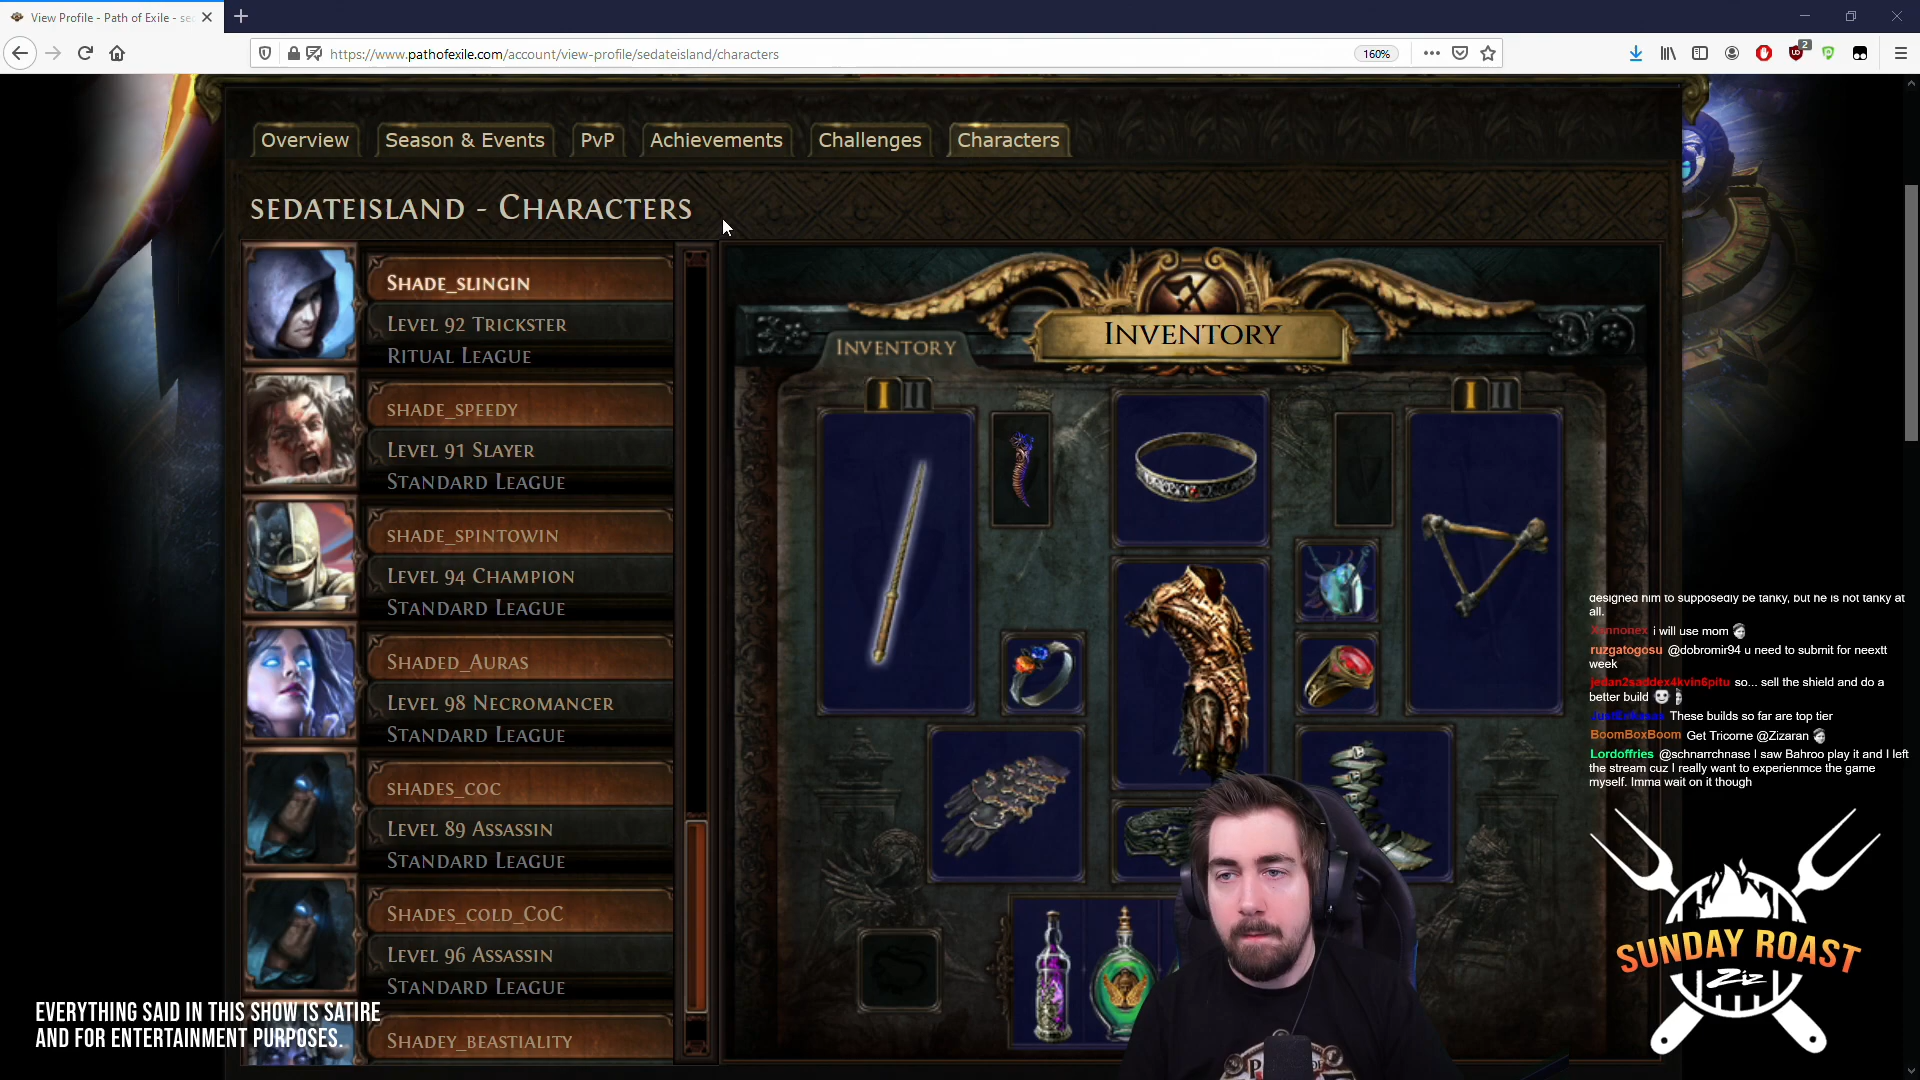 View Profile - Path of Exile - sed
https://www.pathofexile.com/account/view-profile/sedateisland/characters
160%
2
Overview
Season & Events
PvP
Achievements
Challenges
Characters
SEDATEISLAND - CHARACTERS
SHADE_SLINGIN
LEVEL 92 TRICKSTER
RITUAL LEAGUE
SHADE_SPEEDY
LEVEL 91 SLAYER
STANDARD LEAGUE
SHADE_SPINTOWIN
LEVEL 94 CHAMPION
STANDARD LEAGUE
SHADED_AURAS
LEVEL 98 NECROMANCER
STANDARD LEAGUE
SHADES_COC
LEVEL 89 ASSASSIN
STANDARD LEAGUE
SHADES_COLD_COC
LEVEL 96 ASSASSIN
STANDARD LEAGUE
SHADEY_BEASTIALITY
INVENTORY
INVENTORY
I II
I II
designed him to supposedly be tanky, but he is not tanky at
all.
i will use mom
ruzgatogosu @dobromir94 u need to submit for neextt
week
jedan2saddex4kvin6pitu so... sell the shield and do a
better build
These builds so far are top tier
BoomBoxBoom Get Tricorne @Zizaran
Lordoffries @schnarrchnase I saw Bahroo play it and I left
the stream cuz I really want to experienmce the game
myself. Imma wait on it though
SUNDAY ROAST
Ziz
EVERYTHING SAID IN THIS SHOW IS SATIRE
AND FOR ENTERTAINMENT PURPOSES.